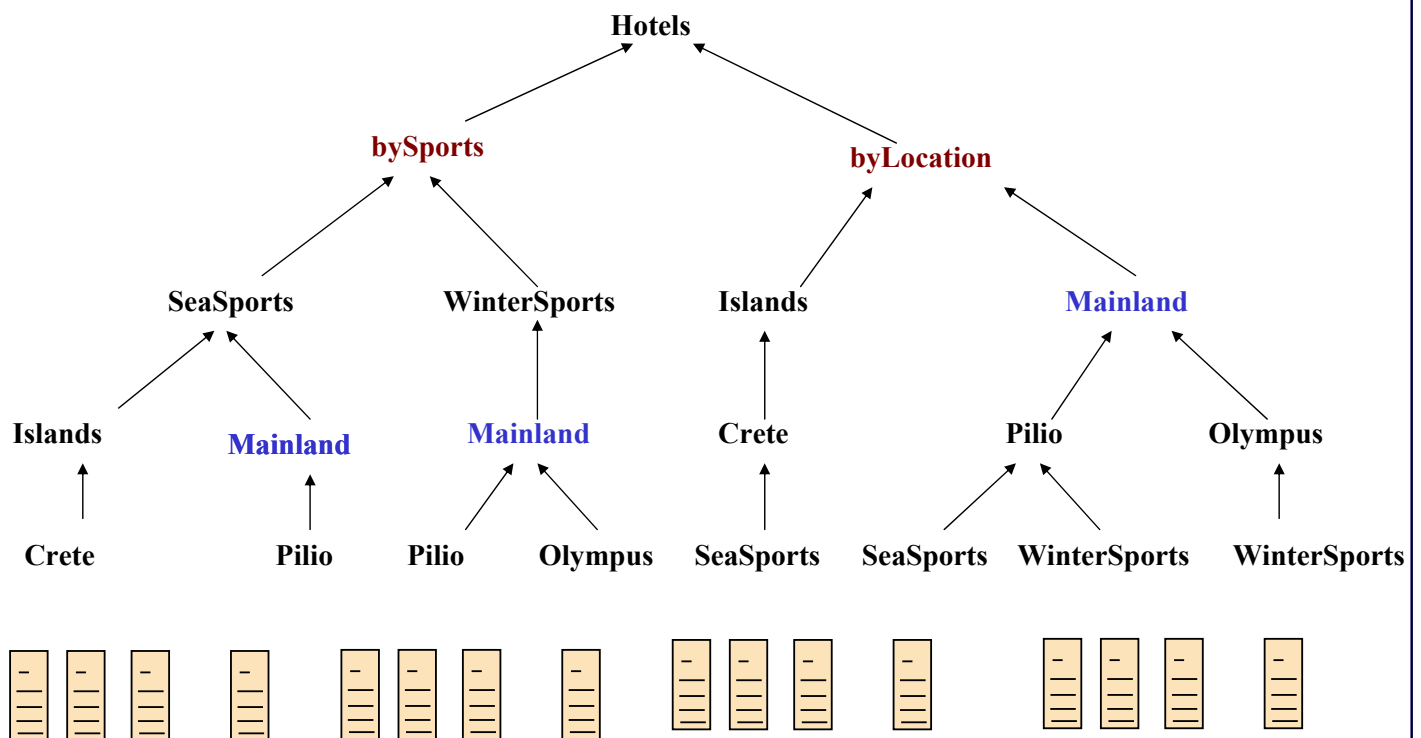 Hotels
bySports
byLocation
SeaSports
WinterSports
Islands
Mainland
Islands
Mainland
Mainland
Crete
Pilio
Olympus
Crete
Pilio
Pilio
Olympus
SeaSports
SeaSports
WinterSports
WinterSports